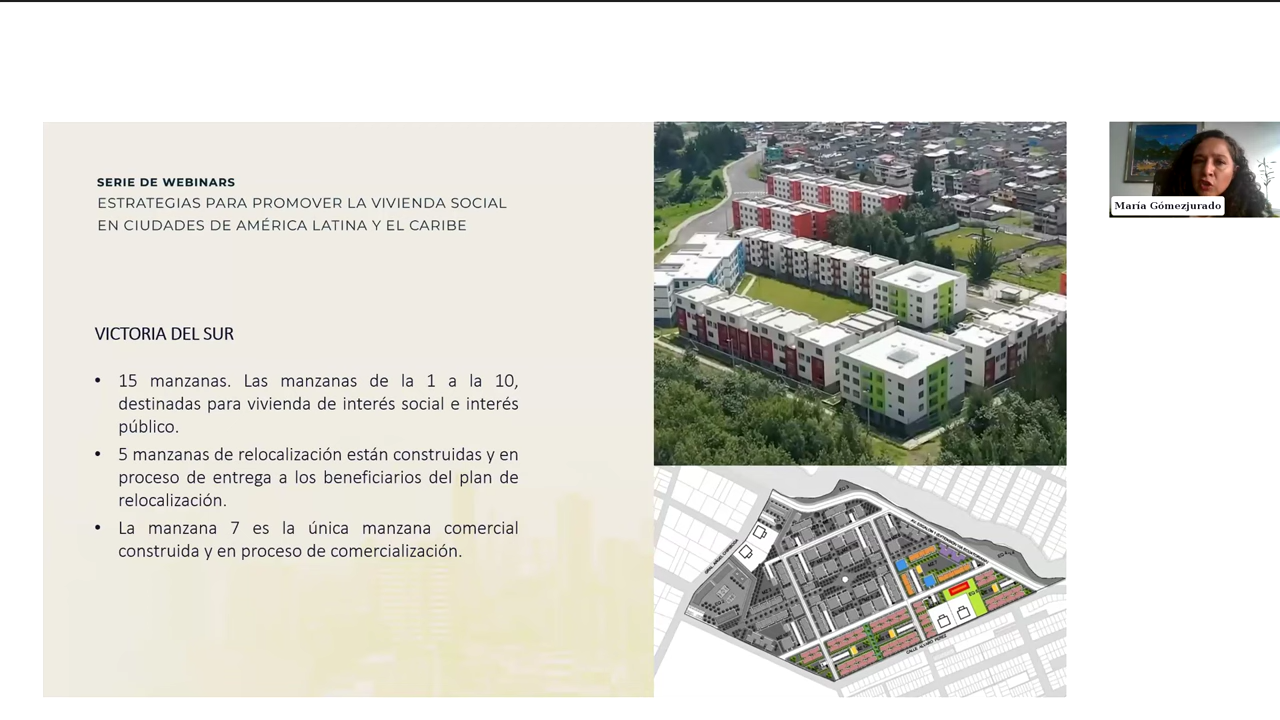 SERIE DE WEBINARS
ESTRATEGIAS PARA PROMOVER LA VIVIENDA SOCIAL
EN CIUDADES DE AMÉRICA LATINA Y EL CARIBE
María Gómezjurado
VICTORIA DEL SUR
• 15 manzanas. Las manzanas de la 1 a la 10,
destinadas para vivienda de interés social e interés
público.
• 5 manzanas de relocalización están construidas y en
proceso de entrega a los beneficiarios del plan de
relocalización.
• La manzana 7 es la única manzana comercial
construida y en proceso de comercialización.